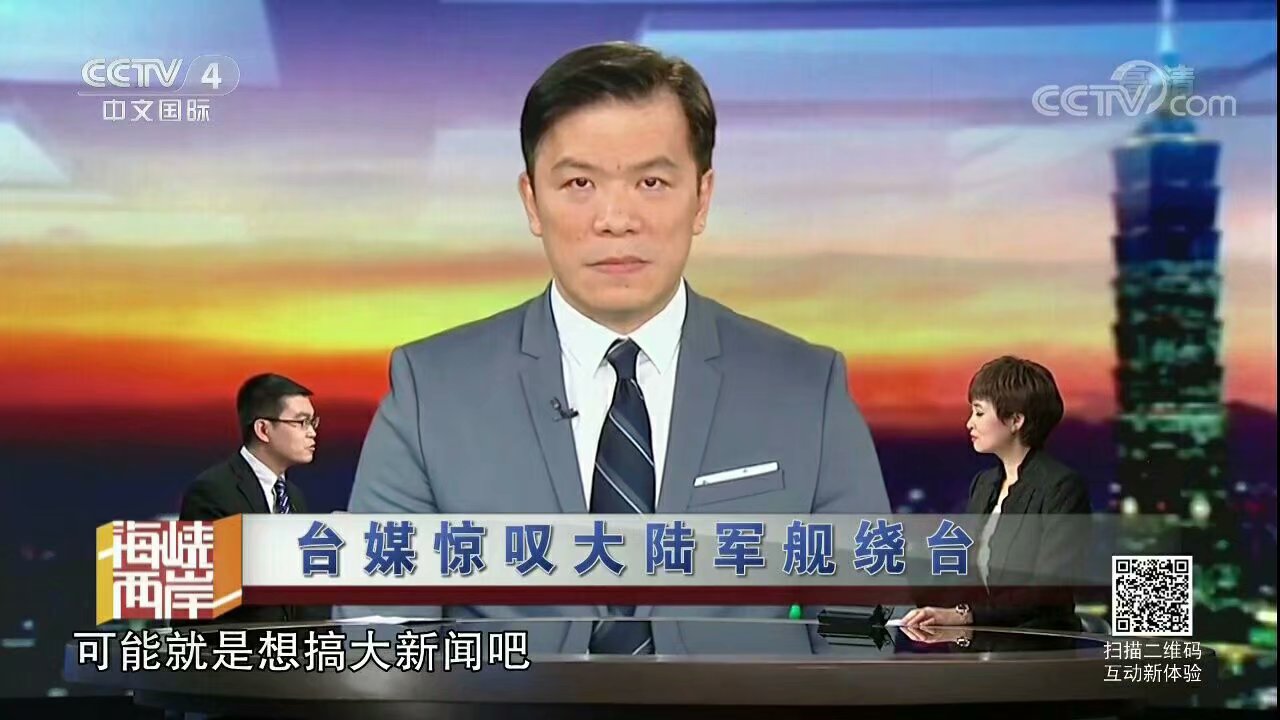 CCTV 4
中文国际
高清
CCTV.com
海峡
两岸
台媒惊叹大陆军舰绕台
可能就是想搞大新闻吧
扫描二维码
互动新体验